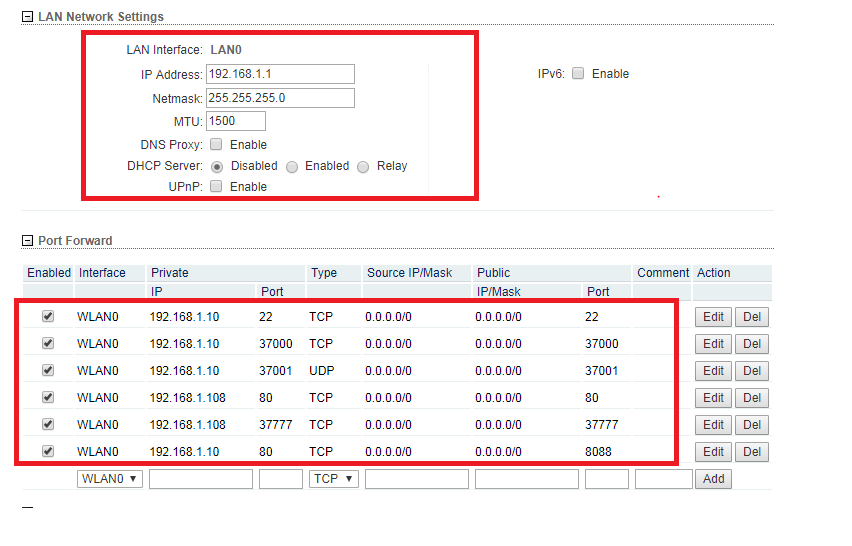 LAN Network Settings
LAN Interface: LAN0
IP Address: 192.168.1.1
IPv6: Enable
Netmask: 255.255.255.0
MTU: 1500
DNS Proxy: Enable
DHCP Server: Disabled Enabled Relay
UPnP: Enable
Port Forward
Enabled Interface Private Type Source IP/Mask Public Comment Action
IP Port IP/Mask Port
WLAN0 192.168.1.10 22 TCP 0.0.0.0/0 0.0.0.0/0 22 Edit Del
WLAN0 192.168.1.10 37000 TCP 0.0.0.0/0 0.0.0.0/0 37000 Edit Del
WLAN0 192.168.1.10 37001 UDP 0.0.0.0/0 0.0.0.0/0 37001 Edit Del
WLAN0 192.168.1.108 80 TCP 0.0.0.0/0 0.0.0.0/0 80 Edit Del
WLAN0 192.168.1.108 37777 TCP 0.0.0.0/0 0.0.0.0/0 37777 Edit Del
WLAN0 192.168.1.10 80 TCP 0.0.0.0/0 0.0.0.0/0 8088 Edit Del
WLAN0 TCP Add